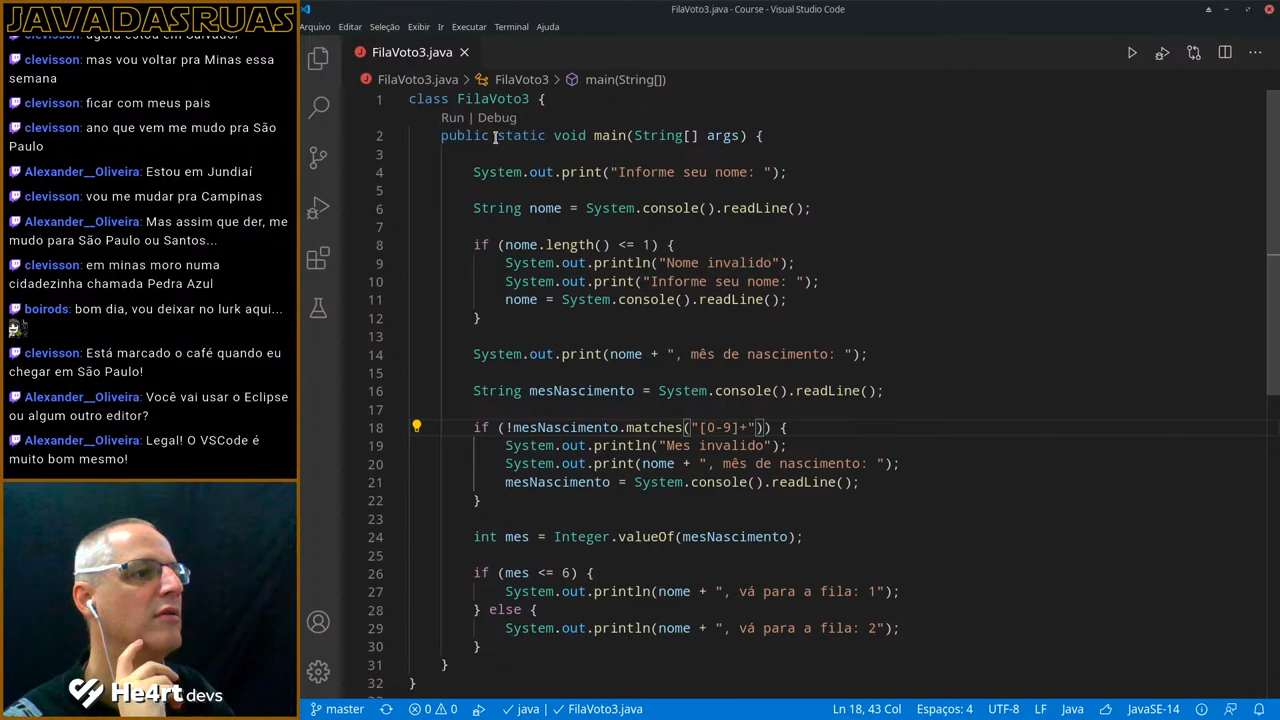 JAVADASRUAS
agora estou em Salvador
clevisson: mas vou voltar pra Minas essa
semana
clevisson: ficar com meus pais
clevisson: ano que vem me mudo pra São
Paulo
Alexander__Oliveira: Estou em Jundiaí
clevisson: vou me mudar pra Campinas
Alexander__Oliveira: Mas assim que der, me
mudo para São Paulo ou Santos...
clevisson: em minas moro numa
cidadezinha chamada Pedra Azul
boirods: bom dia, vou deixar no lurk aqui...
clevisson: Está marcado o café quando eu
chegar em São Paulo!
Alexander__Oliveira: Você vai usar o Eclipse
ou algum outro editor?
Alexander__Oliveira: Legal! O VSCode é
muito bom mesmo!
He4rt devs
FilaVoto3.java - Course - Visual Studio Code
Arquivo Editar Seleção Exibir Ir Executar Terminal Ajuda
FilaVoto3.java
FilaVoto3.java > FilaVoto3 > main(String[])
1 class FilaVoto3 {
Run | Debug
2 public static void main(String[] args) {
3
4 System.out.print("Informe seu nome: ");
5
6 String nome = System.console().readLine();
7
8 if (nome.length() <= 1) {
9 System.out.println("Nome invalido");
10 System.out.print("Informe seu nome: ");
11 nome = System.console().readLine();
12 }
13
14 System.out.print(nome + ", mês de nascimento: ");
15
16 String mesNascimento = System.console().readLine();
17
18 if (!mesNascimento.matches("[0-9]+")) {
19 System.out.println("Mes invalido");
20 System.out.print(nome + ", mês de nascimento: ");
21 mesNascimento = System.console().readLine();
22 }
23
24 int mes = Integer.valueOf(mesNascimento);
25
26 if (mes <= 6) {
27 System.out.println(nome + ", vá para a fila: 1");
28 } else {
29 System.out.println(nome + ", vá para a fila: 2");
30 }
31 }
32 }
master 0 0 java | FilaVoto3.java Ln 18, 43 Col Espaços: 4 UTF-8 LF Java JavaSE-14